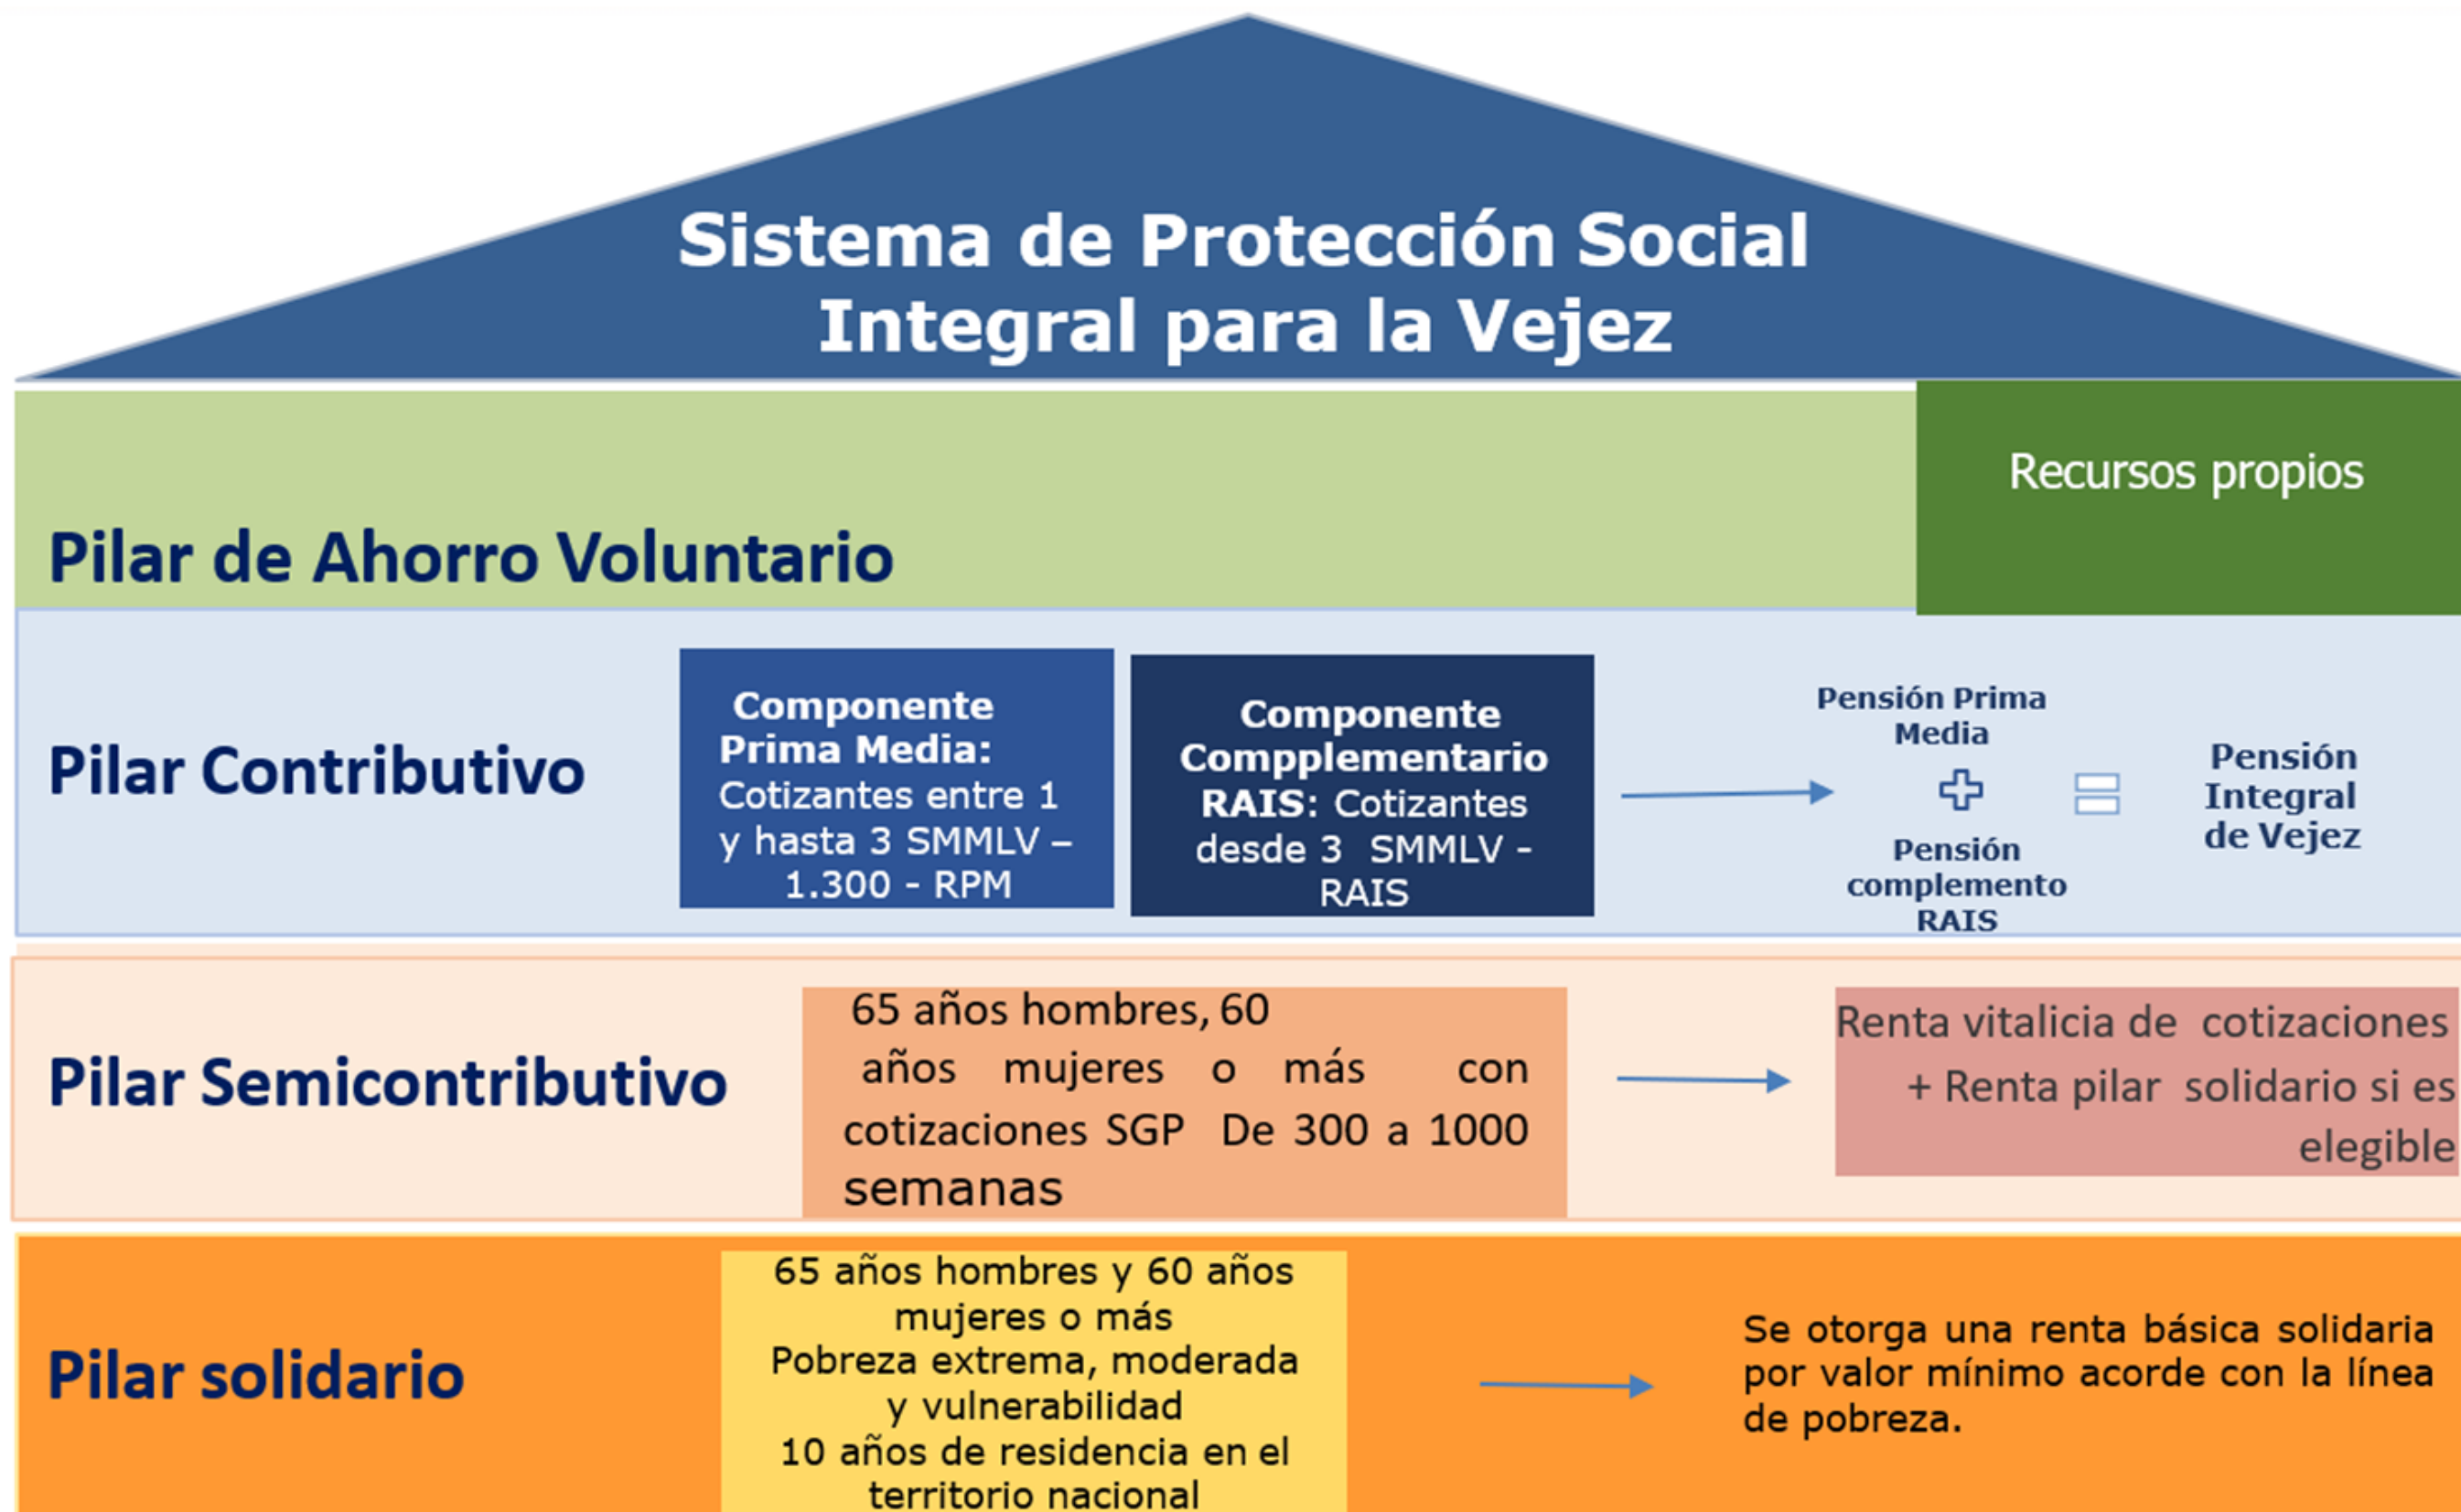 Sistema de Protección Social
Integral para la Vejez
Recursos propios
Pilar de Ahorro Voluntario
Pilar Contributivo
Componente
Prima Media:
Cotizantes entre 1
y hasta 3 SMMLV –
1.300 - RPM
Componente
Compplementario
RAIS: Cotizantes
desde 3 SMMLV -
RAIS
Pensión Prima
Media
Pensión
complemento
RAIS
Pensión
Integral
de Vejez
Pilar Semicontributivo
65 años hombres, 60
años mujeres o más con
cotizaciones SGP De 300 a 1000
semanas
Renta vitalicia de cotizaciones
+ Renta pilar solidario si es
elegible
Pilar solidario
65 años hombres y 60 años
mujeres o más
Pobreza extrema, moderada
y vulnerabilidad
10 años de residencia en el
territorio nacional
Se otorga una renta básica solidaria
por valor mínimo acorde con la línea
de pobreza.